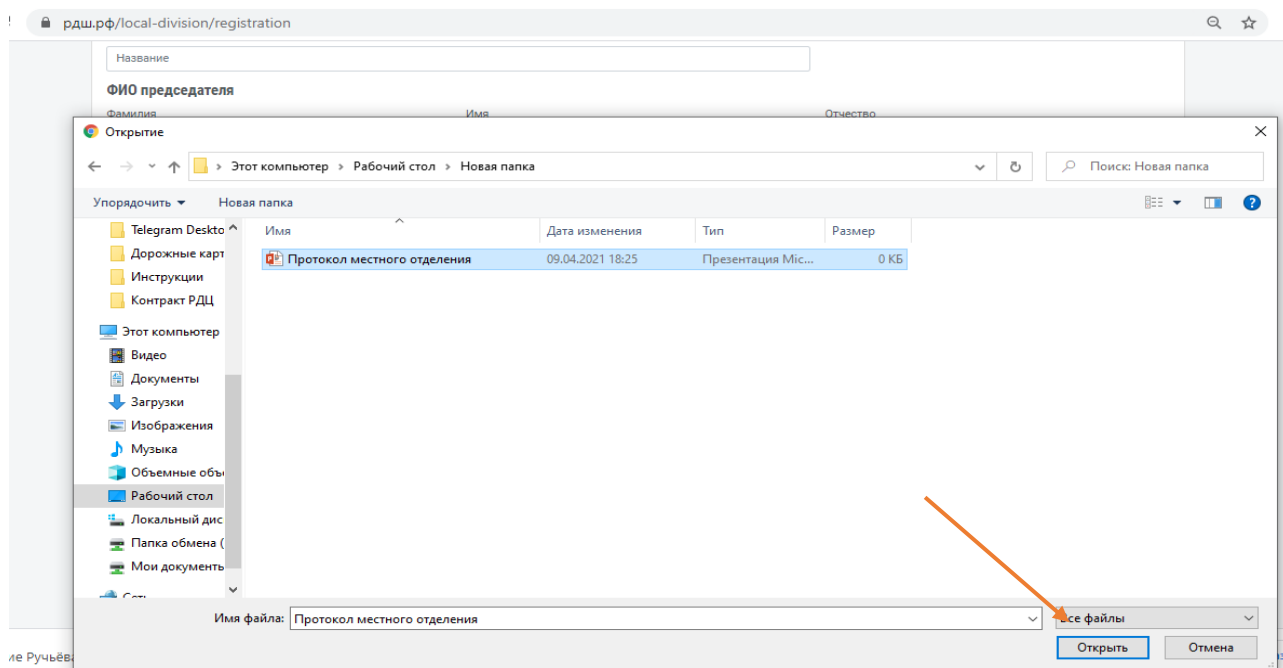 рдш.рф/local-division/registration
Название
ФИО председателя
Фамилия Имя Отчество
Открытие
Этот компьютер › Рабочий стол › Новая папка
Поиск: Новая папка
Упорядочить Новая папка
Имя Дата изменения Тип Размер
Протокол местного отделения 09.04.2021 18:25 Презентация Mic... 0 КБ
Telegram Deskto
Дорожные карт
Инструкции
Контракт РДЦ
Этот компьютер
Видео
Документы
Загрузки
Изображения
Музыка
Объемные объ
Рабочий стол
Локальный дис
Папка обмена (
Мои документь
Имя файла: Протокол местного отделения Все файлы
Открыть Отмена
ие Ручьёва